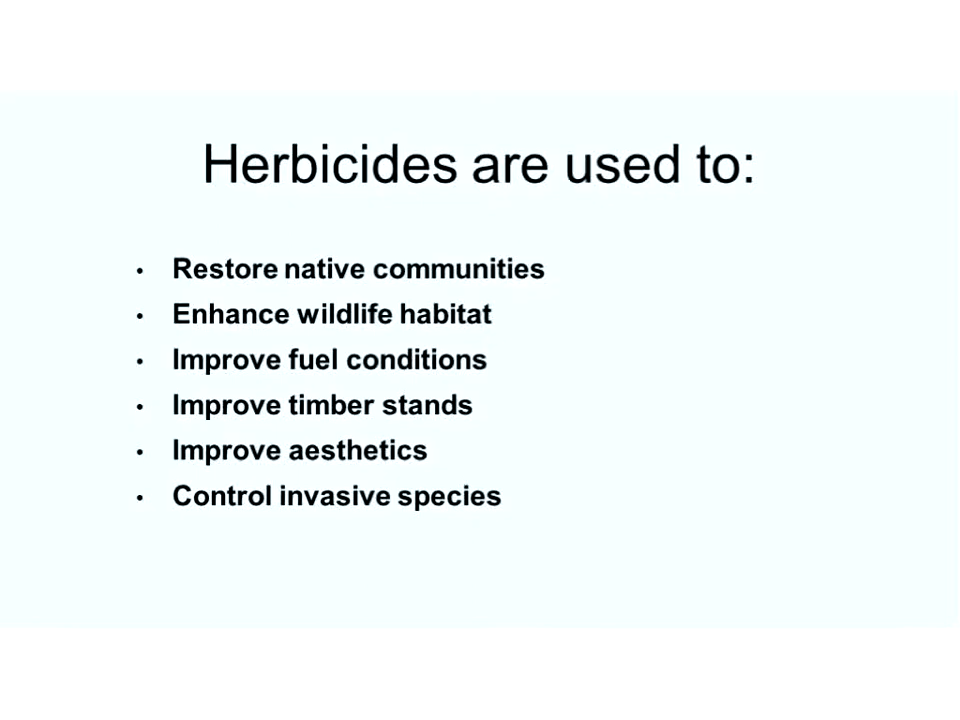 Herbicides are used to:
• Restore native communities
• Enhance wildlife habitat
• Improve fuel conditions
• Improve timber stands
• Improve aesthetics
• Control invasive species